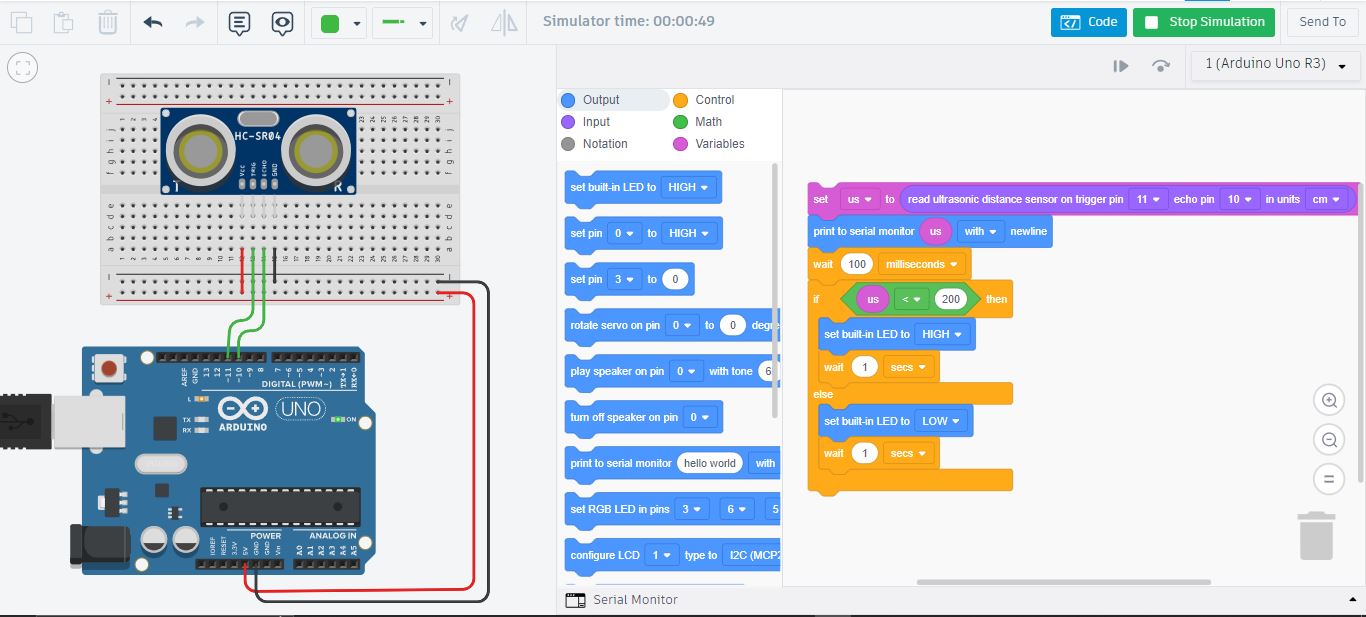 Simulator time: 00:00:49
Code
Stop Simulation
Send To
1 (Arduino Uno R3)
Output
Control
Input
Math
Notation
Variables
set built-in LED to HIGH
set pin 0 to HIGH
set pin 3 to 0
rotate servo on pin 0 to 0 degre
play speaker on pin 0 with tone 6
turn off speaker on pin 0
print to serial monitor hello world with
set RGB LED in pins 3 6 5
configure LCD 1 type to I2C (MCP2
set us to read ultrasonic distance sensor on trigger pin 11 echo pin 10 in units cm
print to serial monitor us with newline
wait 100 milliseconds
if us < 200 then
set built-in LED to HIGH
wait 1 secs
else
set built-in LED to LOW
wait 1 secs
Serial Monitor
HC-SR04
VCC
TRIG
ECHO
GND
T
R
j
i
h
g
f
e
d
c
b
a
AREF
GND
13
12
~11
~10
~9
8
7
~6
~5
4
~3
2
TX→1
RX←0
DIGITAL (PWM~)
L
TX
RX
UNO
ARDUINO
ON
POWER
ANALOG IN
IOREF
RESET
3.3V
5V
GND
GND
Vin
A0
A1
A2
A3
A4
A5